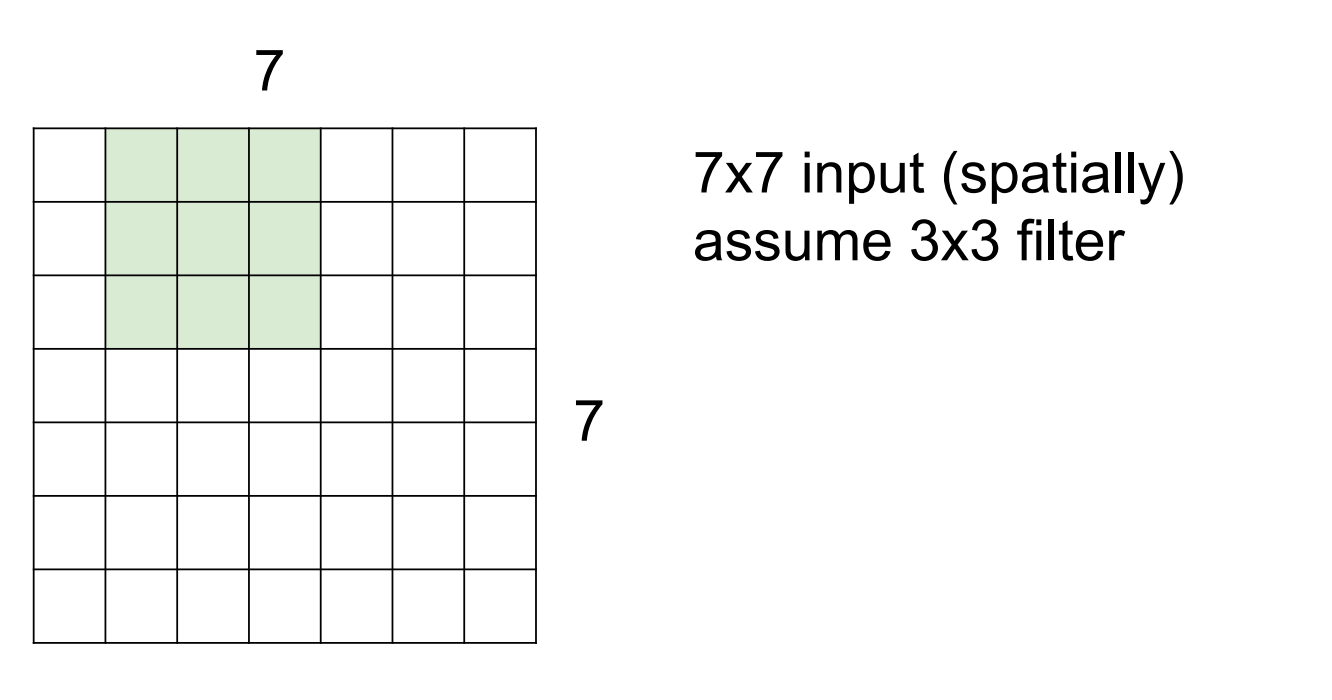 7
7x7 input (spatially)
assume 3x3 filter
7